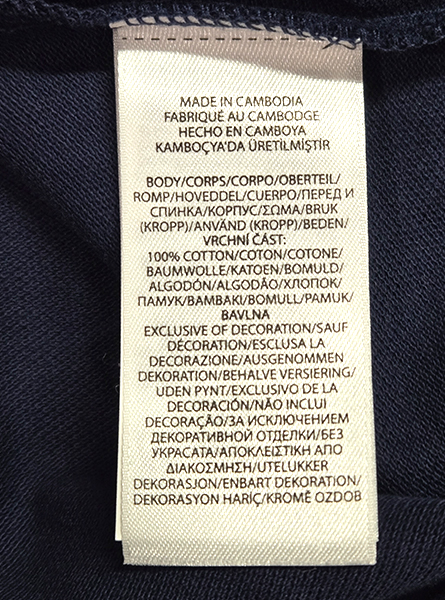 MADE IN CAMBODIA
FABRIQUÉ AU CAMBODGE
HECHO EN CAMBOYA
KAMBOÇYA'DA ÜRETİLMİŞTİR
BODY/CORPS/CORPO/OBERTEIL/
ROMP/HOVEDDEL/CUERPO/ПЕРЕД И
СПИНКА/КОРПУС/ΣΩΜΑ/BRUK
(KROPP)/ANVÄND (KROPP)/BEDEN/
VRCHNÍ ČÁST:
100% COTTON/COTON/COTONE/
BAUMWOLLE/KATOEN/BOMULD/
ALGODÓN/ALGODÃO/ХЛОПОК/
ПАМУК/ΒΑΜΒΑΚΙ/BOMULL/PAMUK/
BAVLNA
EXCLUSIVE OF DECORATION/SAUF
DÉCORATION/ESCLUSA LA
DECORAZIONE/AUSGENOMMEN
DEKORATION/BEHALVE VERSIERING/
UDEN PYNT/EXCLUSIVO DE LA
DECORACIÓN/NÃO INCLUI
DECORAÇÃO/ЗА ИСКЛЮЧЕНИЕМ
ДЕКОРАТИВНОЙ ОТДЕЛКИ/БЕЗ
УКРАСАТА/ΑΠΟΚΛΕΙΣΤΙΚΗ ΑΠΟ
ΔΙΑΚΟΣΜΗΣΗ/UTELUKKER
DEKORASJON/ENBART DEKORATION/
DEKORASYON HARİÇ/KROMĚ OZDOB